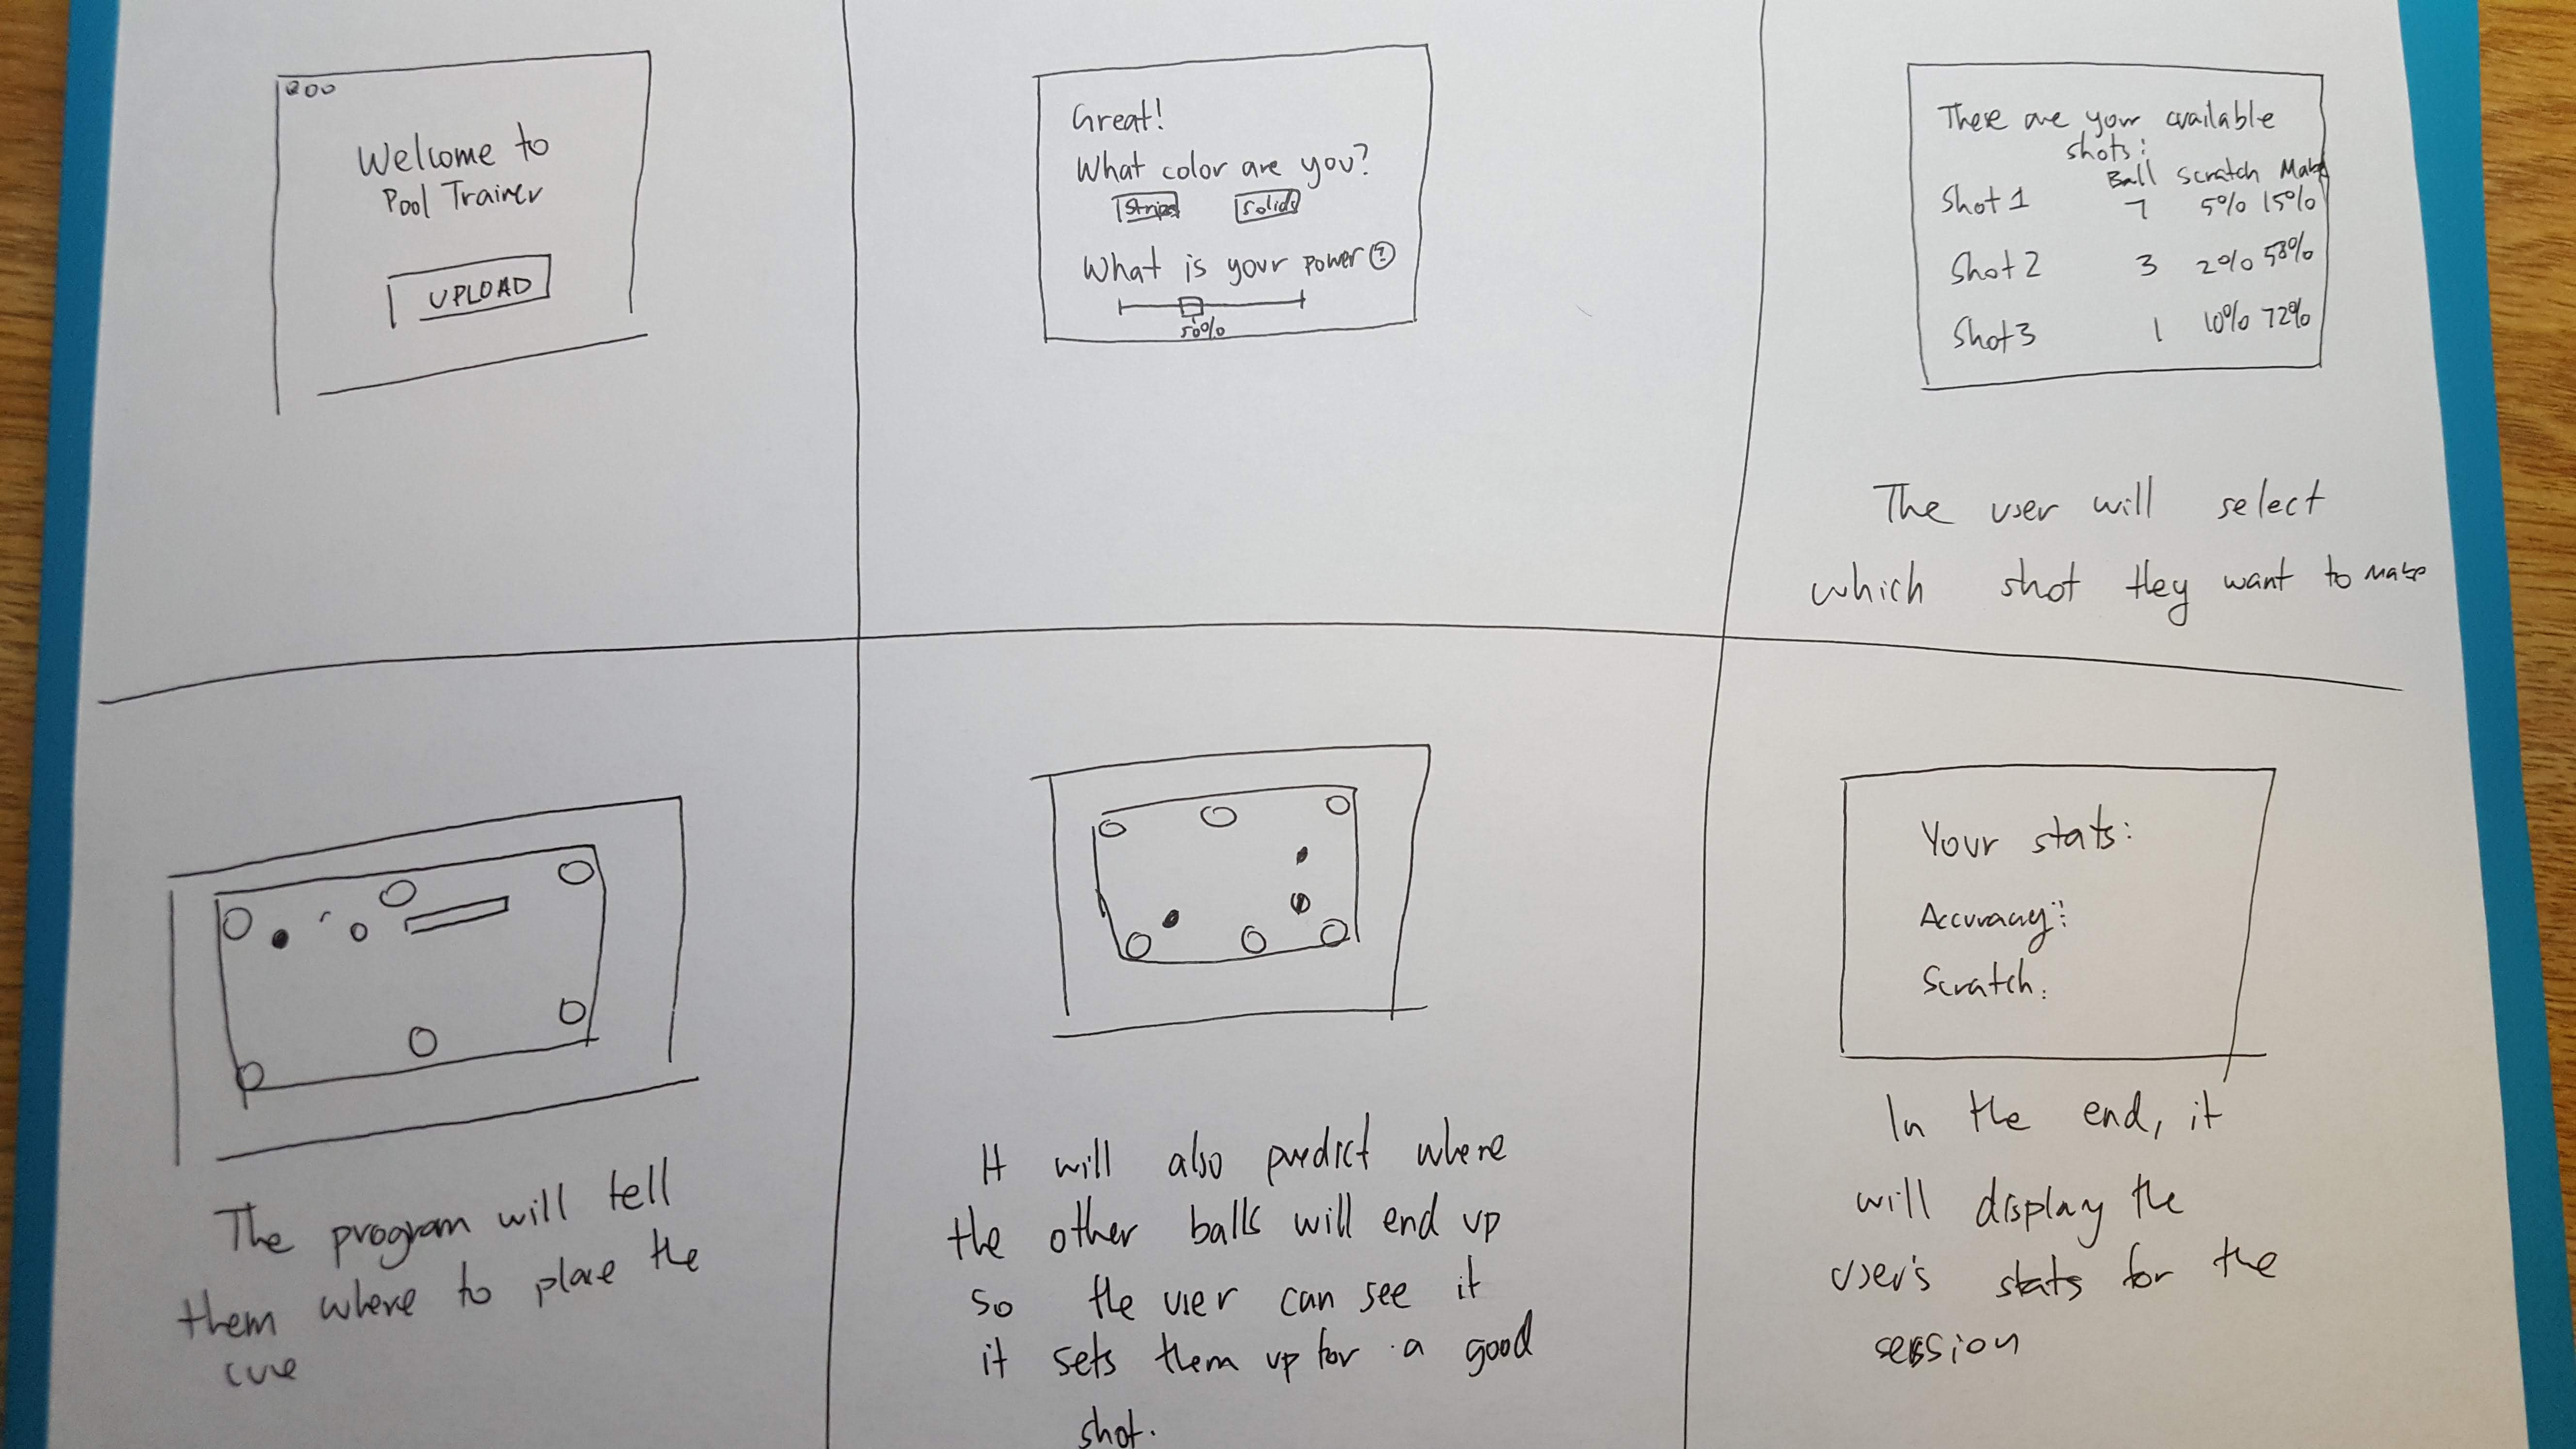 Welcome to
Pool Trainer
UPLOAD
Great!
What color are you?
Stripes
Solids
What is your power?
50%
These are your available
shots:
Ball Scratch Make
Shot 1 7 5% 15%
Shot 2 3 2% 58%
Shot 3 1 10% 72%
The user will select
which shot they want to make
The program will tell
them where to place the
cue
It will also predict where
the other balls will end up
so the user can see it
it sets them up for a good
shot.
Your stats:
Accuracy:
Scratch:
In the end, it
will display the
user's stats for the
session